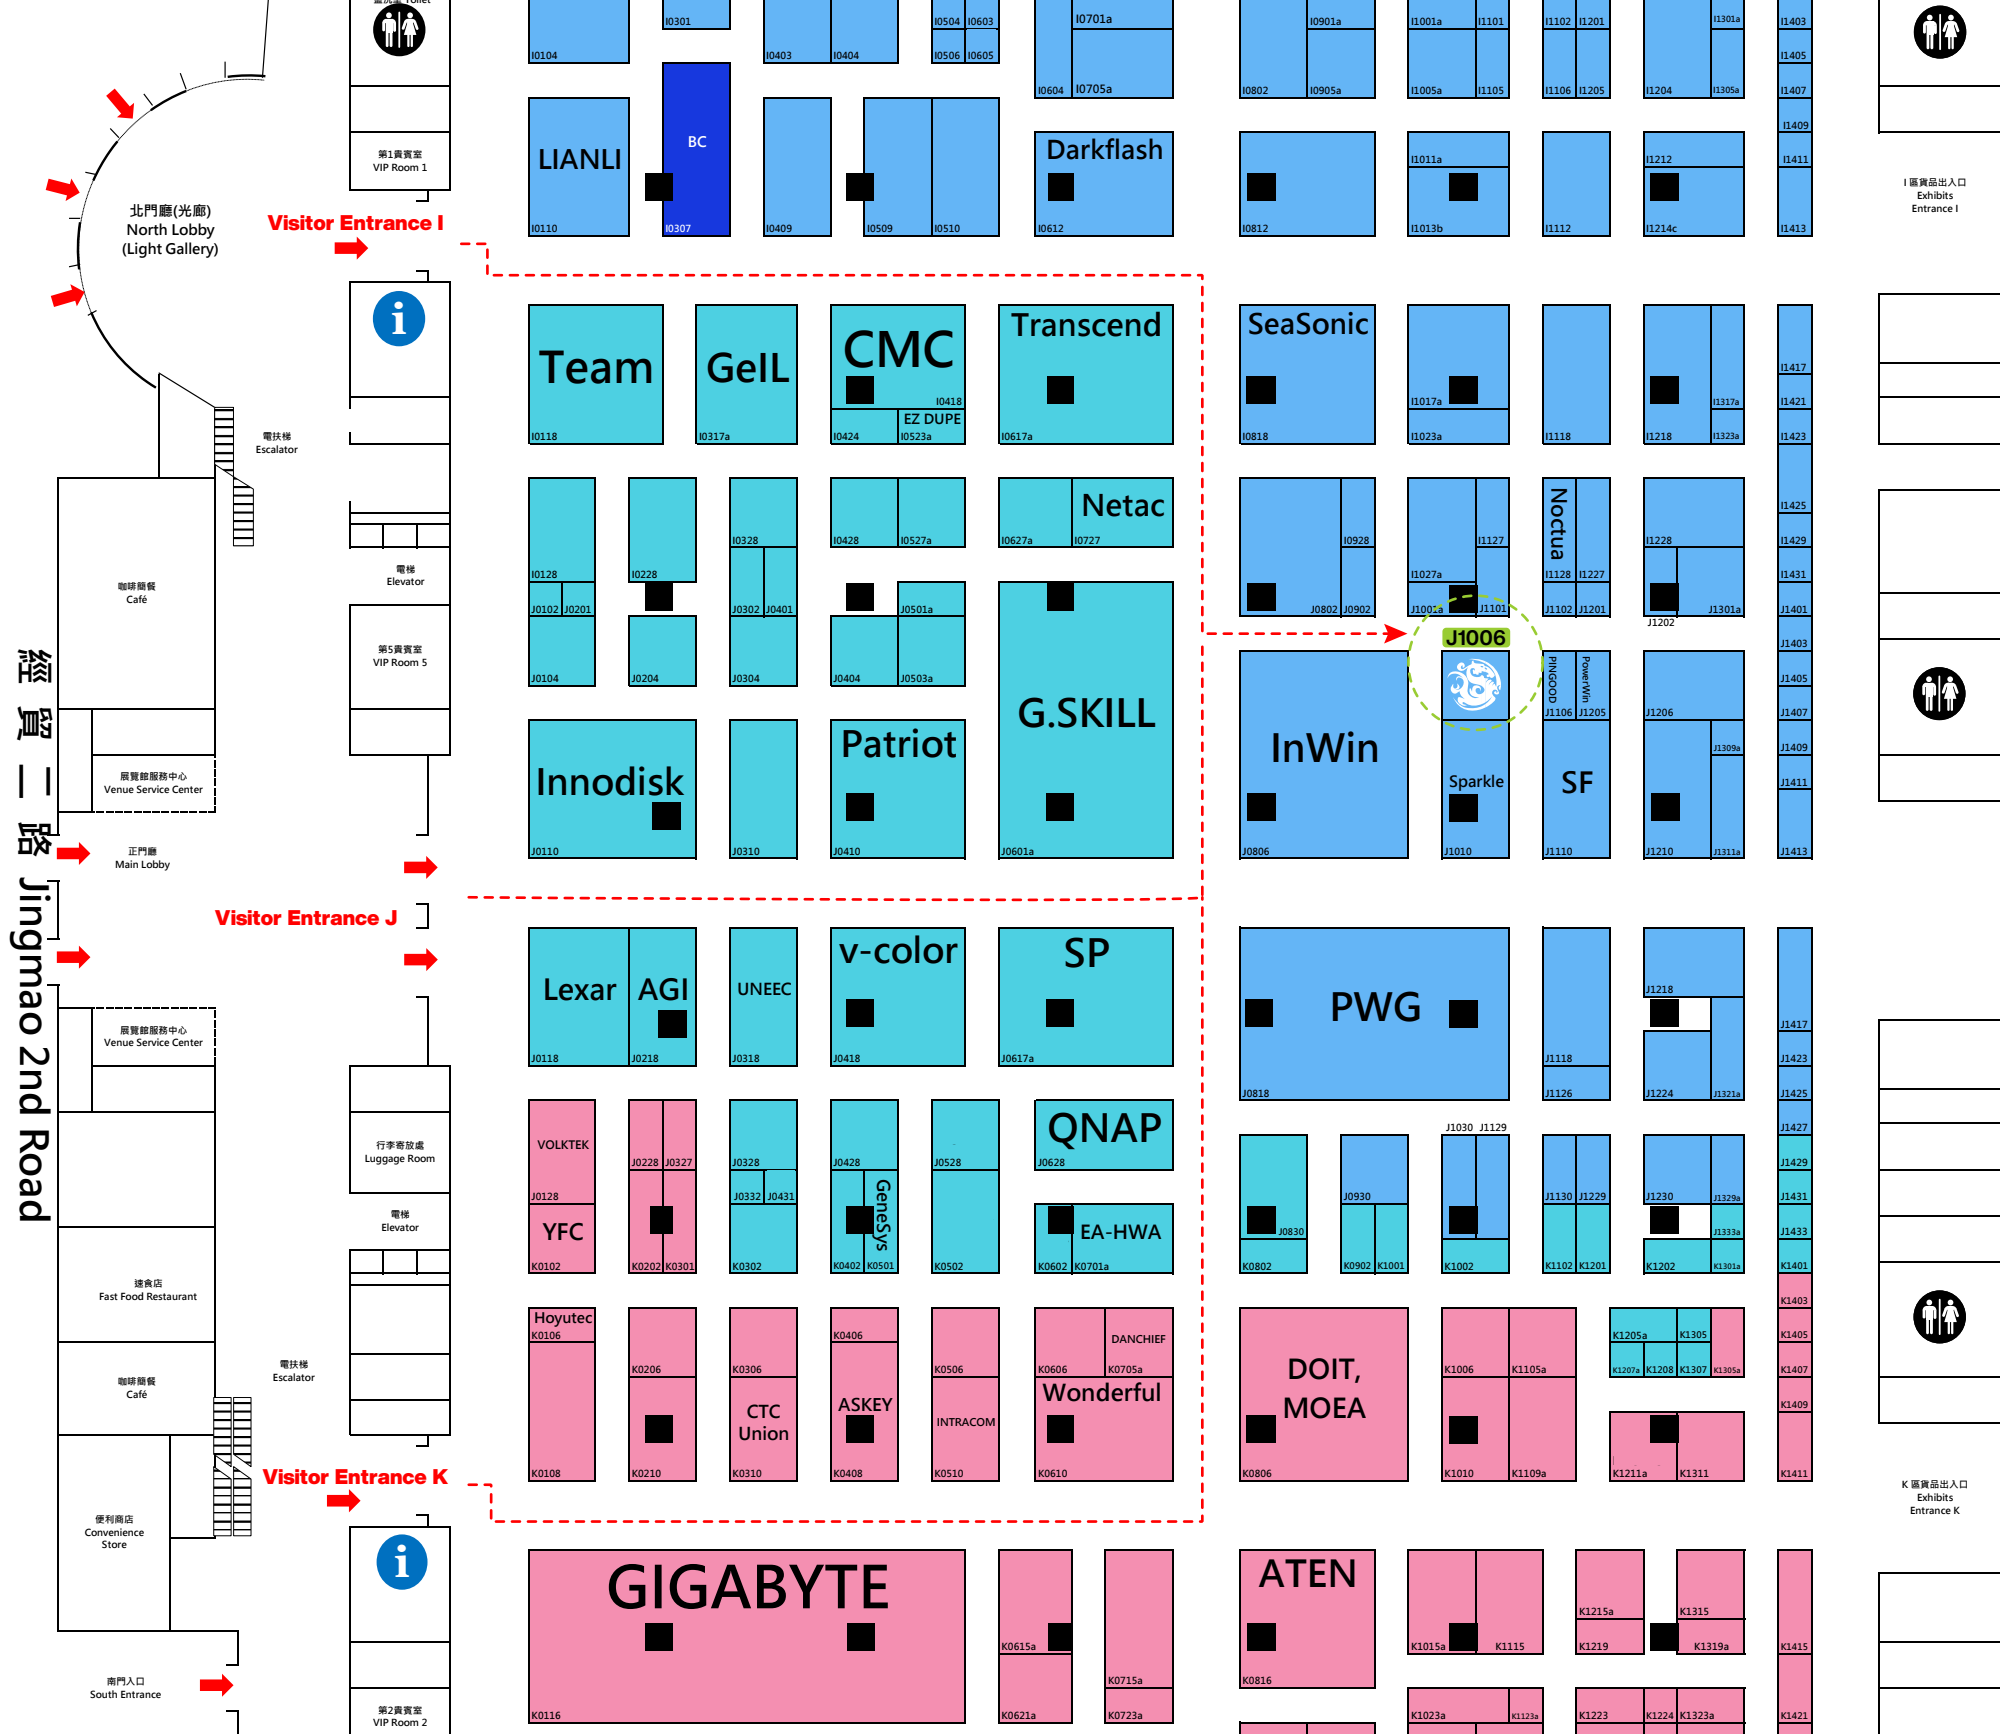 I0104
I0301
I0403
I0404
I0504
I0603
I0506
I0605
I0604
I0701a
I0705a
I0802
I0901a
I0905a
I1001a
I1101
I1005a
I1105
I1102
I1201
I1106
I1205
I1204
I1301a
I1305a
I1403
I1405
I1407
I1409
I1411
I1413
第1貴賓室
VIP Room 1
LIANLI
I0110
BC
I0307
I0409
I0509
I0510
Darkflash
I0612
I0812
I1011a
I1013b
I1112
I1212
I1214c
I 區貨品出入口
Exhibits
Entrance I
北門廳(光廊)
North Lobby
(Light Gallery)
Visitor Entrance I
i
Team
I0118
GeIL
I0317a
CMC
I0418
I0424
EZ DUPE
I0523a
Transcend
I0617a
SeaSonic
I0818
I1017a
I1023a
I1118
I1218
I1317a
I1323a
I1417
I1421
I1423
電扶梯
Escalator
I0128
J0102
J0201
J0104
I0228
J0204
I0328
J0302
J0401
J0304
I0428
I0527a
J0501a
J0404
J0503a
I0627a
Netac
I0727
I0928
J0802
J0902
I1027a
I1127
J1001a
J1101
Noctua
I1128
I1227
J1102
J1201
I1228
J1301a
J1202
I1425
I1429
I1431
J1401
J1403
J1405
J1407
J1409
J1411
J1413
咖啡簡餐
Café
電梯
Elevator
第5貴賓室
VIP Room 5
J1006
PINGOOD
J1106
PowerWin
J1205
J1206
Innodisk
J0110
J0310
Patriot
J0410
G.SKILL
J0601a
InWin
J0806
Sparkle
J1010
SF
J1110
J1210
J1309a
J1311a
展覽館服務中心
Venue Service Center
正門廳
Main Lobby
經貿二路 Jingmao 2nd Road
Visitor Entrance J
Lexar
J0118
AGI
J0218
UNEEC
J0318
v-color
J0418
SP
J0617a
PWG
J0818
J1118
J1126
J1218
J1224
J1321a
J1417
J1423
J1425
J1427
J1429
J1431
J1433
K1401
展覽館服務中心
Venue Service Center
行李寄放處
Luggage Room
電梯
Elevator
VOLKTEK
J0128
YFC
K0102
J0228
J0327
K0202
K0301
J0328
J0332
J0431
K0302
J0428
GeneSys
K0402
K0501
J0528
K0502
QNAP
J0628
K0602
EA-HWA
K0701a
J0830
K0802
J0930
K0902
K1001
J1030
J1129
K1002
J1130
J1229
K1102
K1201
J1230
J1329a
J1333a
K1202
K1301a
速食店
Fast Food Restaurant
咖啡簡餐
Café
電扶梯
Escalator
Hoyutec
K0106
K0108
K0206
K0210
K0306
CTC
Union
K0310
K0406
ASKEY
K0408
K0506
INTRACOM
K0510
K0606
DANCHIEF
K0705a
Wonderful
K0610
DOIT,
MOEA
K0806
K1006
K1105a
K1010
K1109a
K1205a
K1305
K1207a
K1208
K1307
K1305a
K1211a
K1311
K1403
K1405
K1407
K1409
K1411
Visitor Entrance K
便利商店
Convenience
Store
K 區貨品出入口
Exhibits
Entrance K
i
GIGABYTE
K0116
K0615a
K0621a
K0715a
K0723a
ATEN
K0816
K1015a
K1115
K1023a
K1123a
K1215a
K1219
K1223
K1224
K1315
K1319a
K1323a
K1415
K1421
南門入口
South Entrance
第2貴賓室
VIP Room 2